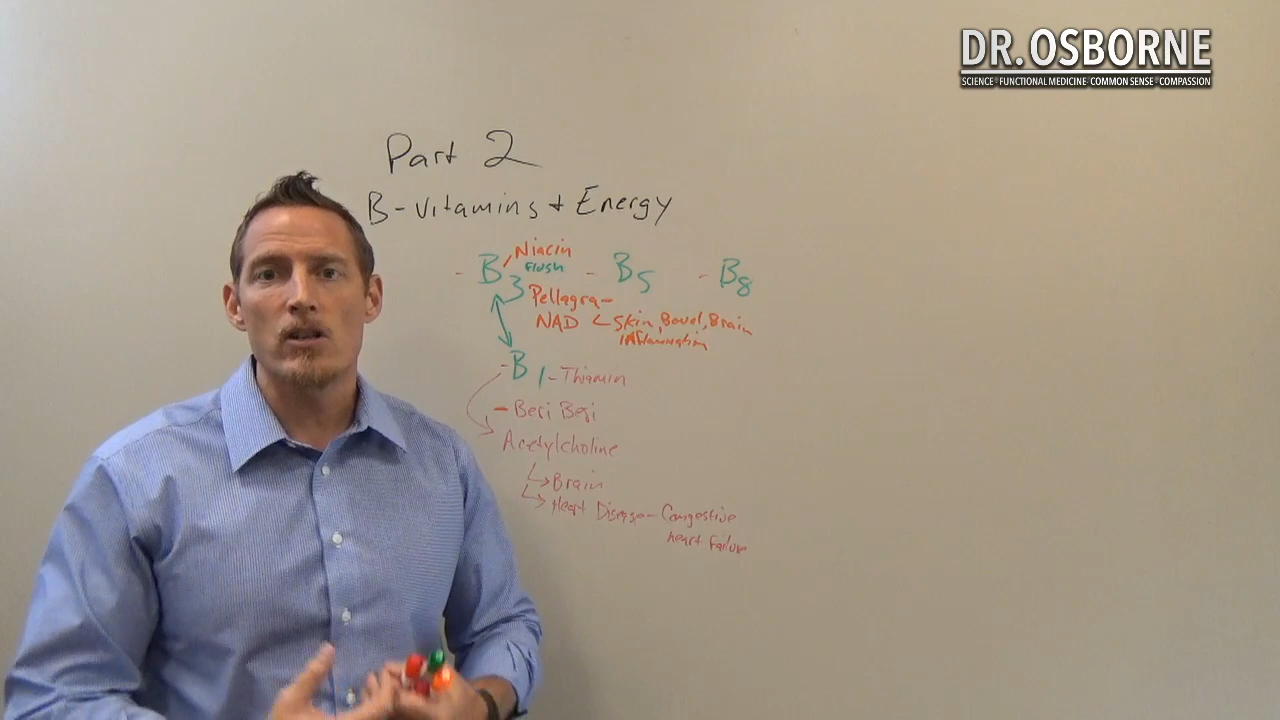 DR. OSBORNE
SCIENCE - FUNCTIONAL MEDICINE - COMMON SENSE - COMPASSION
Part 2
B-vitamins + Energy
- B3 - B5 - B8
Niacin
Flush
Pellagra-
NAD Skin, Bowel, Brain
Inflammation
- B1 - Thiamin
- Beri Beri
Acetylcholine
Brain
Heart Disease - Congestive
heart failure